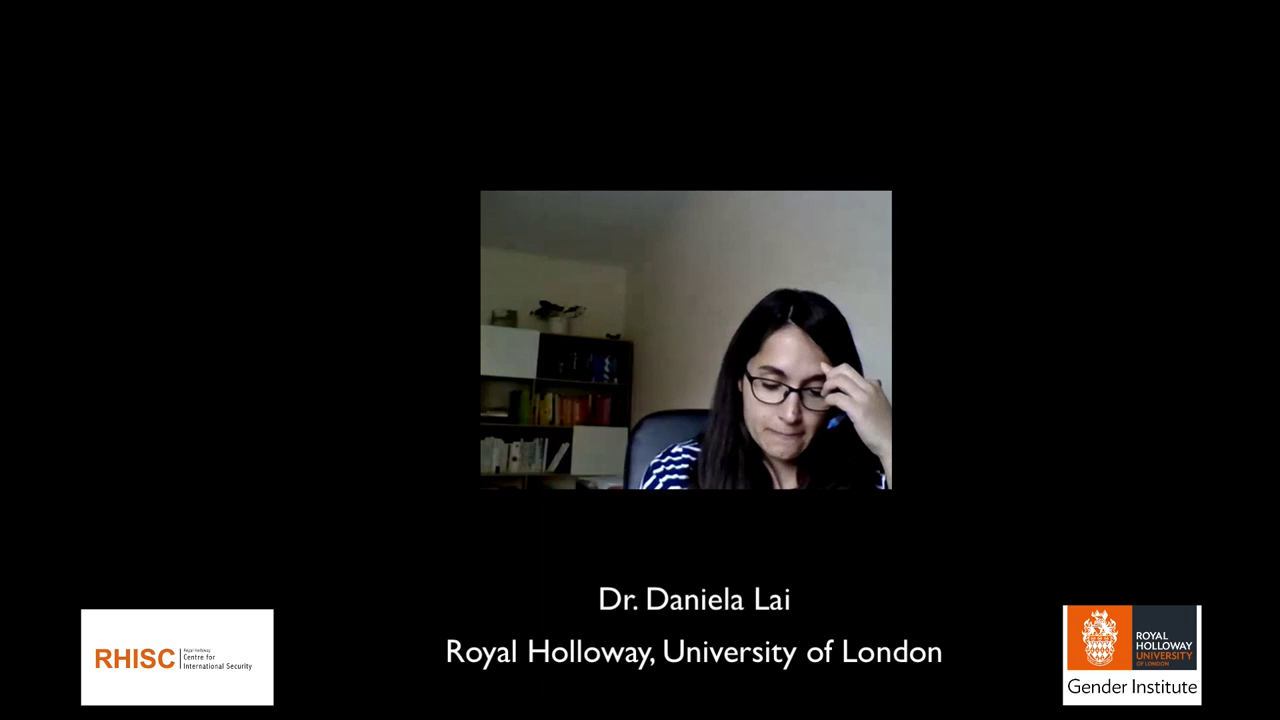 Dr. Daniela Lai
Royal Holloway, University of London
RHISC
Royal Holloway
Centre for
International Security
ROYAL
HOLLOWAY
UNIVERSITY
OF LONDON
Gender Institute